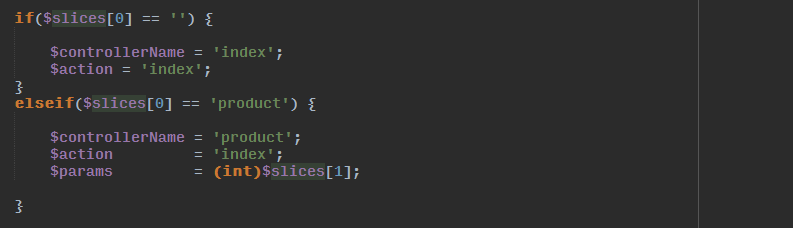 if($slices[0] == '') {
$controllerName = 'index';
$action = 'index';
}
elseif($slices[0] == 'product') {
$controllerName = 'product';
$action         = 'index';
$params         = (int)$slices[1];
}